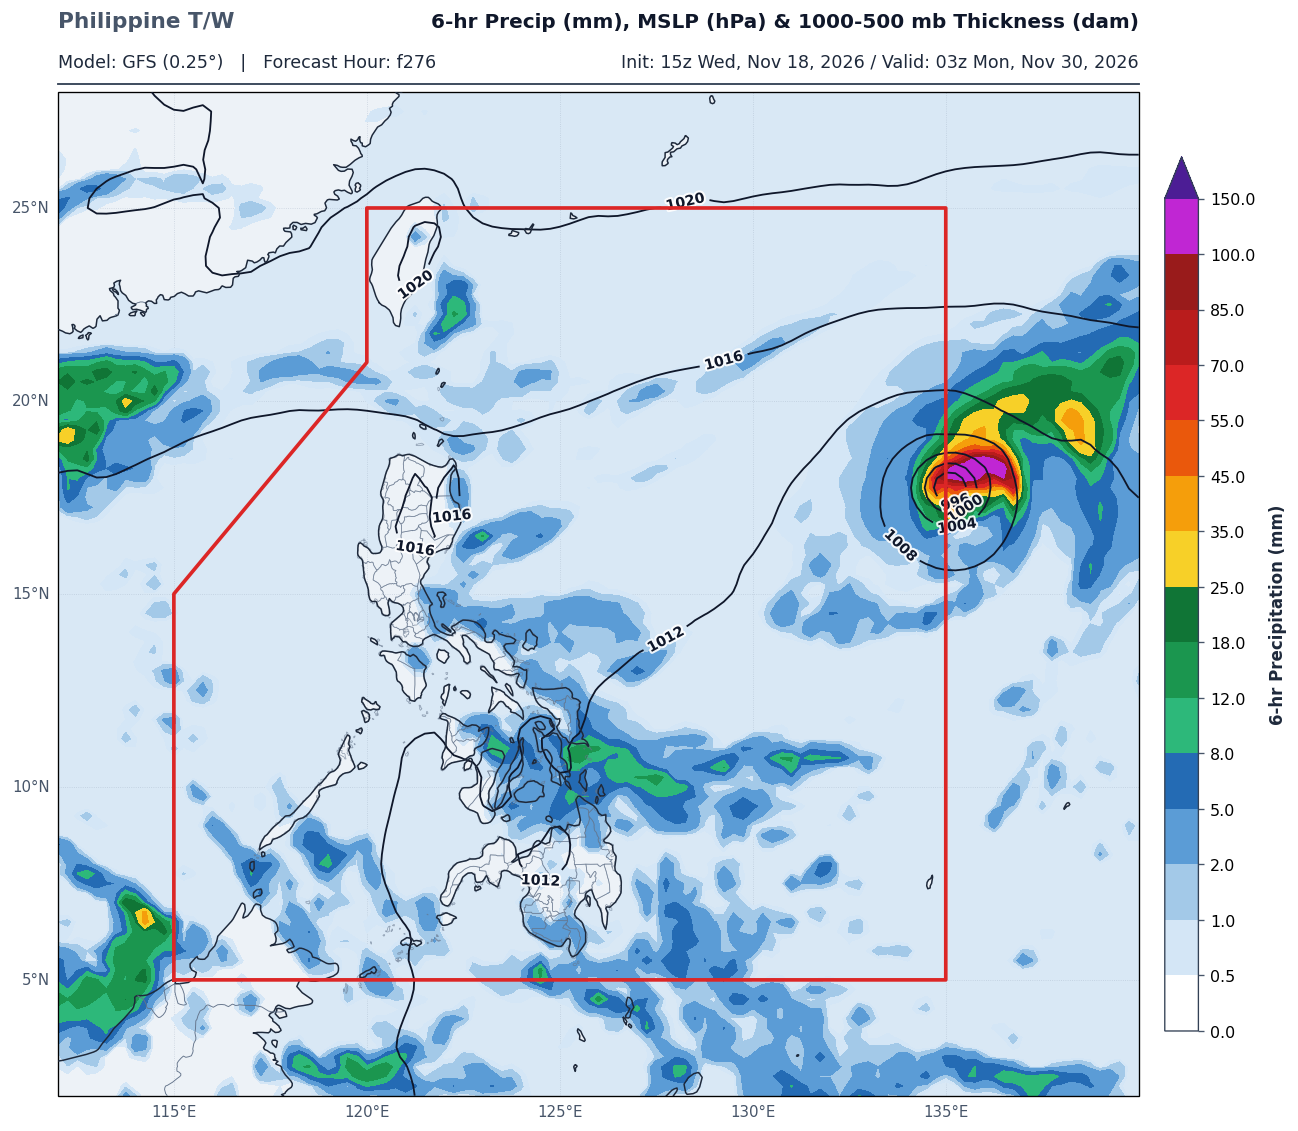 Philippine T/W
6-hr Precip (mm), MSLP (hPa) & 1000-500 mb Thickness (dam)
Model: GFS (0.25°) | Forecast Hour: f276
Init: 15z Wed, Nov 18, 2026 / Valid: 03z Mon, Nov 30, 2026
25°N
20°N
15°N
10°N
5°N
1020
1020
1016
1016
1016
996
1000
1004
1008
1012
1012
115°E
120°E
125°E
130°E
135°E
150.0
100.0
85.0
70.0
55.0
45.0
35.0
25.0
18.0
12.0
8.0
5.0
2.0
1.0
0.5
0.0
6-hr Precipitation (mm)